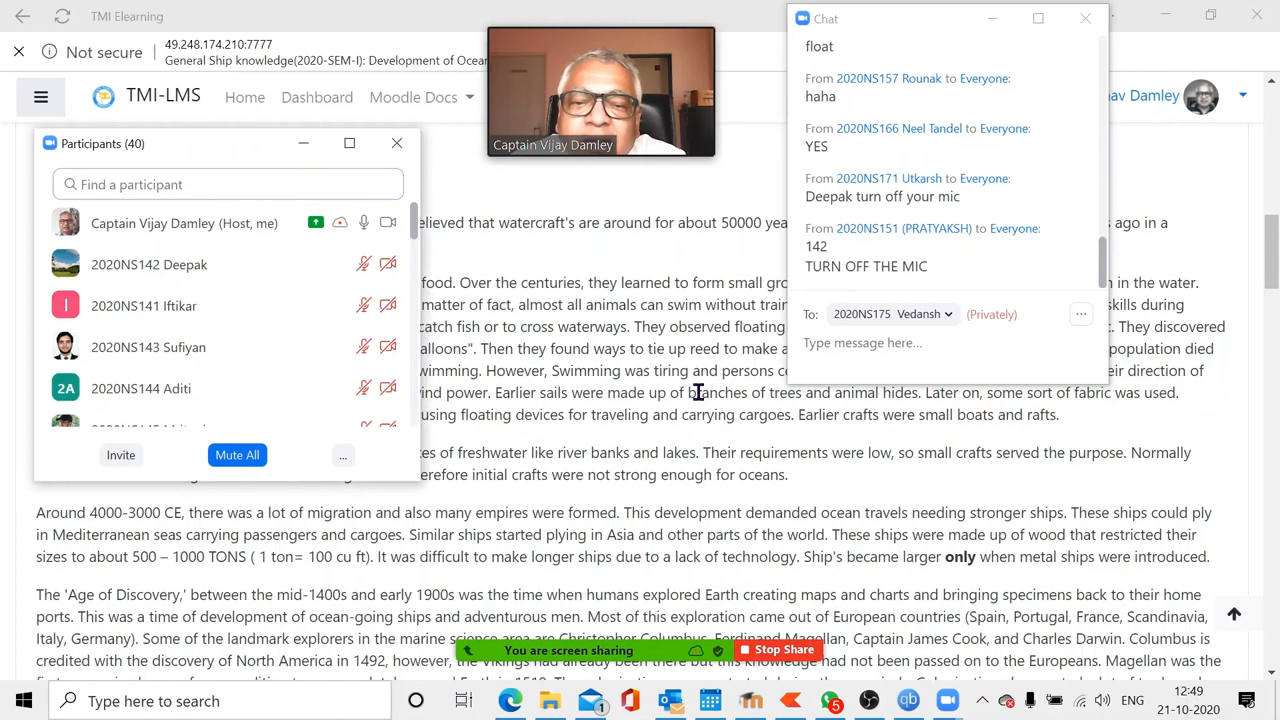 TMI Elearning
Not secure
49.248.174.210:7777
General Ship knowledge(2020-SEM-I): Development of Ocea
TMI-LMS
Home
Dashboard
Moodle Docs
Damley
Captain Vijay Damley
Participants (40)
Find a participant
Captain Vijay Damley (Host, me)
2020NS142 Deepak
2020NS141 Iftikar
2020NS143 Sufiyan
2A
2020NS144 Aditi
Invite
Mute All
...
Chat
float
From 2020NS157 Rounak to Everyone:
haha
From 2020NS166 Neel Tandel to Everyone:
YES
From 2020NS171 Utkarsh to Everyone:
Deepak turn off your mic
From 2020NS151 (PRATYAKSH) to Everyone:
142
TURN OFF THE MIC
To: 2020NS175 Vedansh (Privately)
Type message here...
elieved that watercraft's are around for about 50000 yea
ago in a
food. Over the centuries, they learned to form small gro
in the water.
matter of fact, almost all animals can swim without train
skills during
catch fish or to cross waterways. They observed floating
. They discovered
alloons". Then they found ways to tie up reed to make a
population died
swimming. However, Swimming was tiring and persons c
eir direction of
ind power. Earlier sails were made up of branches of trees and animal hides. Later on, some sort of fabric was used.
using floating devices for traveling and carrying cargoes. Earlier crafts were small boats and rafts.
ces of freshwater like river banks and lakes. Their requirements were low, so small crafts served the purpose. Normally
erefore initial crafts were not strong enough for oceans.
Around 4000-3000 CE, there was a lot of migration and also many empires were formed. This development demanded ocean travels needing stronger ships. These ships could ply
in Mediterranean seas carrying passengers and cargoes. Similar ships started plying in Asia and other parts of the world. These ships were made up of wood that restricted their
sizes to about 500 – 1000 TONS ( 1 ton= 100 cu ft). It was difficult to make longer ships due to a lack of technology. Ship's became larger only when metal ships were introduced.
The 'Age of Discovery,' between the mid-1400s and early 1900s was the time when humans explored Earth creating maps and charts and bringing specimens back to their home
ports. This was a time of development of ocean-going ships and adventurous men. Most of this exploration came out of European countries (Spain, Portugal, France, Scandinavia,
Italy, Germany). Some of the landmark explorers in the marine science area are Christopher Columbus, Ferdinand Magellan, Captain James Cook, and Charles Darwin. Columbus is
You are screen sharing
Stop Share
credited with the discovery of North America in 1492, however, the Vikings had already been there but this knowledge had not been passed on to the Europeans. Magellan was the
Type here to search
1
5
ENG
12:49
21-10-2020